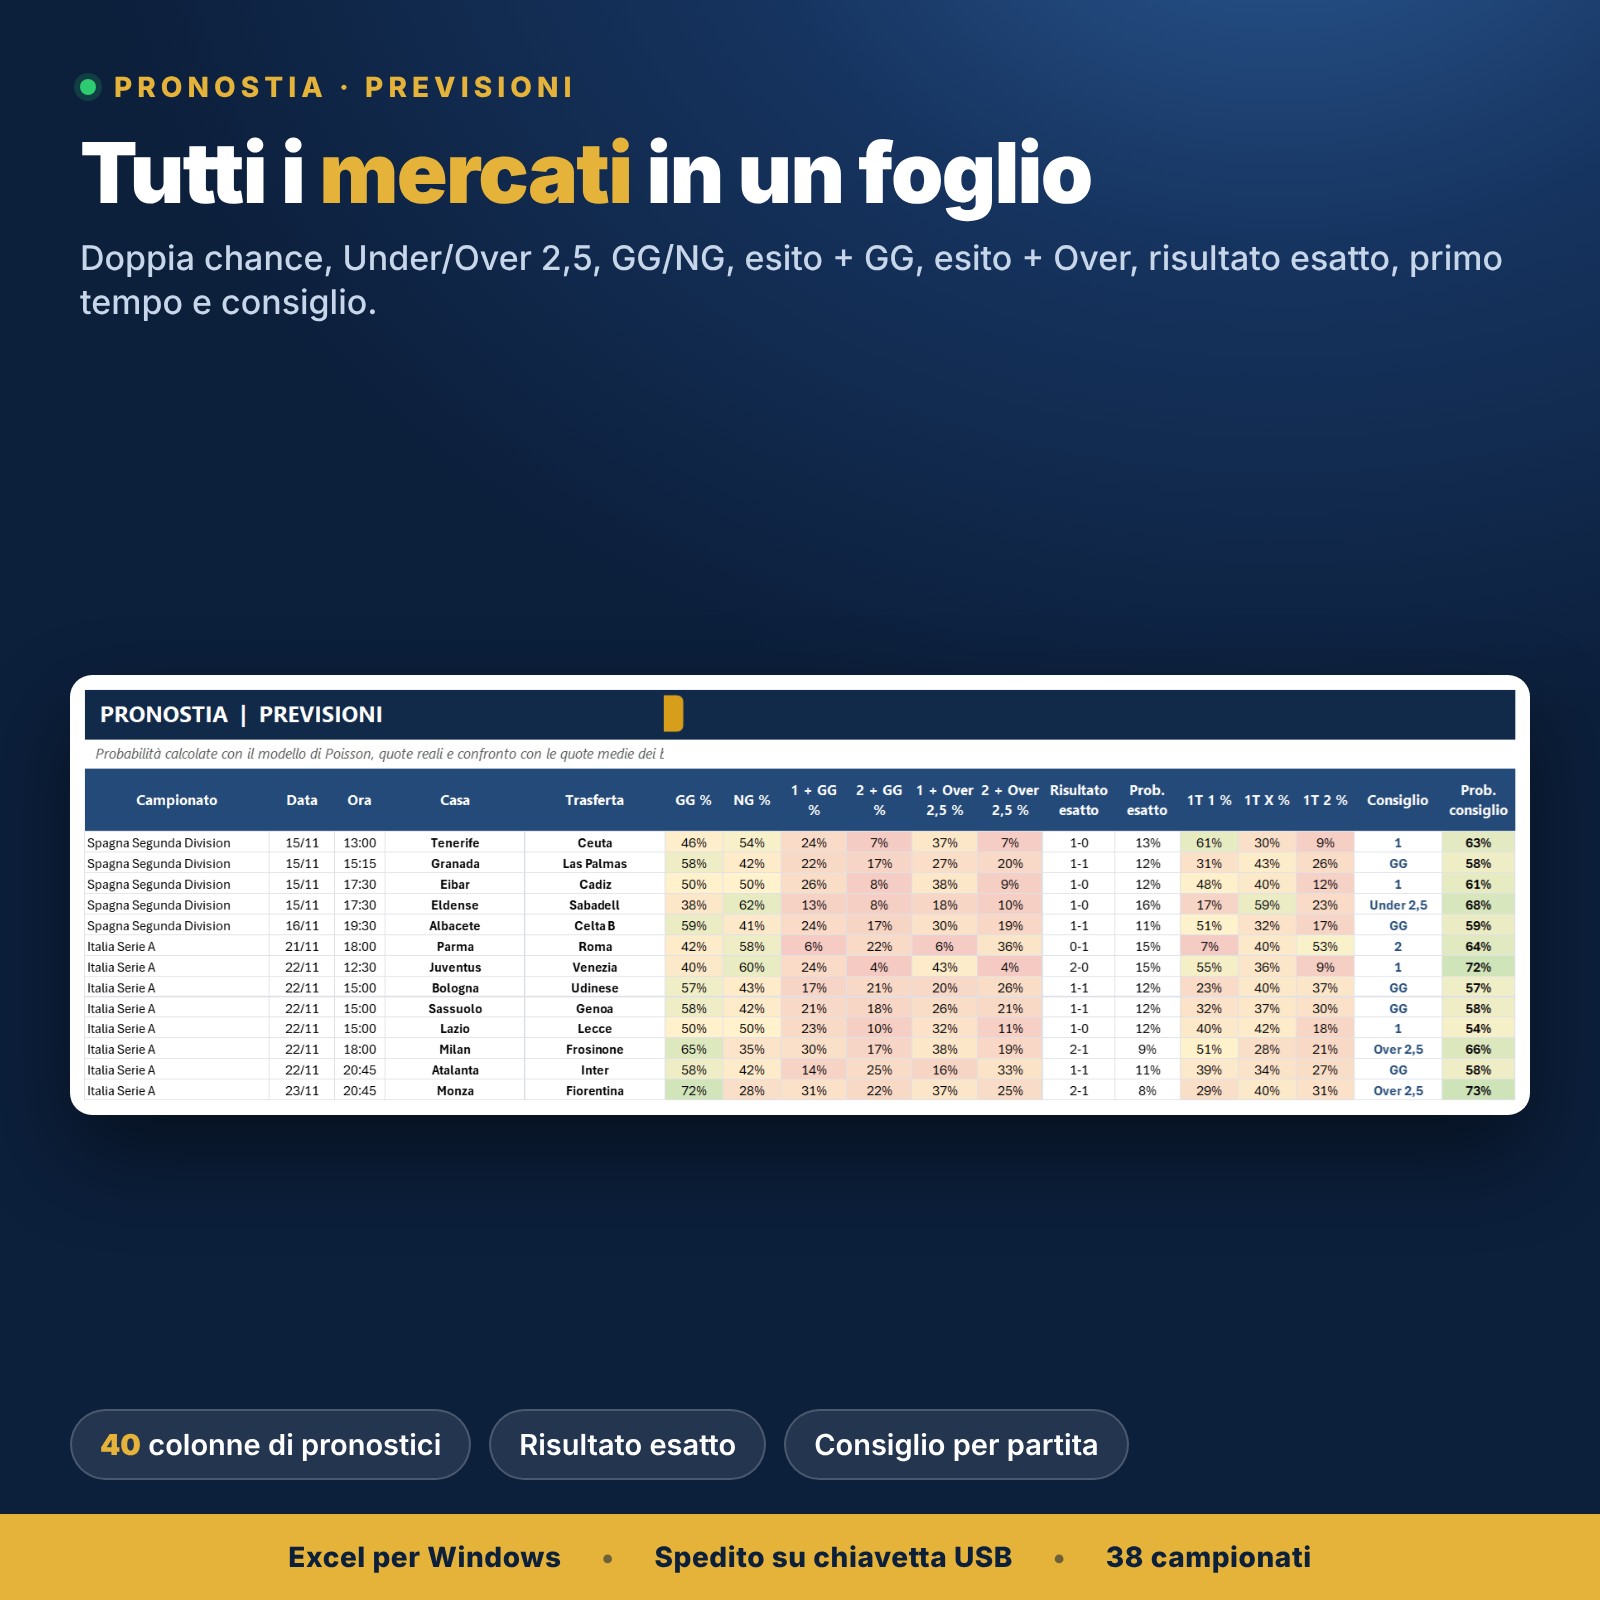 PRONOSTIA · PREVISIONI
Tutti i mercati in un foglio
Doppia chance, Under/Over 2,5, GG/NG, esito + GG, esito + Over, risultato esatto, primo
tempo e consiglio.
PRONOSTIA | PREVISIONI
Probabilità calcolate con il modello di Poisson, quote reali e confronto con le quote medie dei
Campionato Data Ora Casa Trasferta GG % NG % 1 + GG % 2 + GG % 1 + Over 2,5 % 2 + Over 2,5 % Risultato esatto Prob. esatto 1T 1 % 1T X % 1T 2 % Consiglio Prob. consiglio
Spagna Segunda Division 15/11 13:00 Tenerife Ceuta 46% 54% 24% 7% 37% 7% 1-0 13% 61% 30% 9% 1 63%
Spagna Segunda Division 15/11 15:15 Granada Las Palmas 58% 42% 22% 17% 27% 20% 1-1 12% 31% 43% 26% GG 58%
Spagna Segunda Division 15/11 17:30 Eibar Cadiz 50% 50% 26% 8% 38% 9% 1-0 12% 48% 40% 12% 1 61%
Spagna Segunda Division 15/11 17:30 Eldense Sabadell 38% 62% 13% 8% 18% 10% 1-0 16% 17% 59% 23% Under 2,5 68%
Spagna Segunda Division 16/11 19:30 Albacete Celta B 59% 41% 24% 17% 30% 19% 1-1 11% 51% 32% 17% GG 59%
Italia Serie A 21/11 18:00 Parma Roma 42% 58% 6% 22% 6% 36% 0-1 15% 7% 40% 53% 2 64%
Italia Serie A 22/11 12:30 Juventus Venezia 40% 60% 24% 4% 43% 4% 2-0 15% 55% 36% 9% 1 72%
Italia Serie A 22/11 15:00 Bologna Udinese 57% 43% 17% 21% 20% 26% 1-1 12% 23% 40% 37% GG 57%
Italia Serie A 22/11 15:00 Sassuolo Genoa 58% 42% 21% 18% 26% 21% 1-1 12% 32% 37% 30% GG 58%
Italia Serie A 22/11 15:00 Lazio Lecce 50% 50% 23% 10% 32% 11% 1-0 12% 40% 42% 18% 1 54%
Italia Serie A 22/11 18:00 Milan Frosinone 65% 35% 30% 17% 38% 19% 2-1 9% 51% 28% 21% Over 2,5 66%
Italia Serie A 22/11 20:45 Atalanta Inter 58% 42% 14% 25% 16% 33% 1-1 11% 39% 34% 27% GG 58%
Italia Serie A 23/11 20:45 Monza Fiorentina 72% 28% 31% 22% 37% 25% 2-1 8% 29% 40% 31% Over 2,5 73%
40 colonne di pronostici
Risultato esatto
Consiglio per partita
Excel per Windows • Spedito su chiavetta USB • 38 campionati